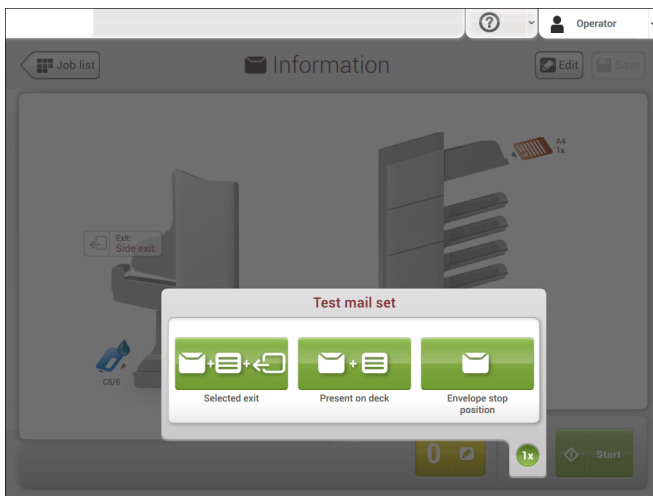 ? Operator
Job list Information Edit Save
A4
1x
Exit:
Side exit
C5/6
Test mail set
Selected exit Present on deck Envelope stop
position
0 1x Start